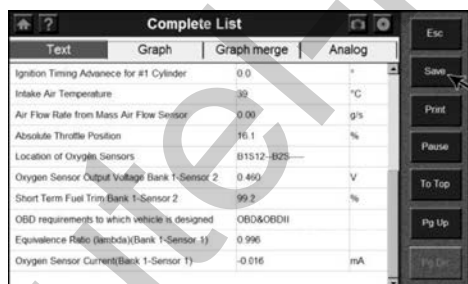 ? Complete List
Text Graph Graph merge Analog
Ignition Timing Advanece for #1 Cylinder 0.0 °
Intake Air Temperature 39 °C
Air Flow Rate from Mass Air Flow Sensor 0.00 g/s
Absolute Throttle Position 16.1 %
Location of Oxygen Sensors B1S12--B2S----
Oxygen Sensor Output Voltage Bank 1-Sensor 2 0.460 V
Short Term Fuel Trim Bank 1-Sensor 2 99.2 %
OBD requirements to which vehicle is designed OBD&OBDII
Equivalence Ratio (lambda)(Bank 1-Sensor 1) 0.996
Oxygen Sensor Current(Bank 1-Sensor 1) -0.016 mA
Esc
Save
Print
Pause
To Top
Pg Up